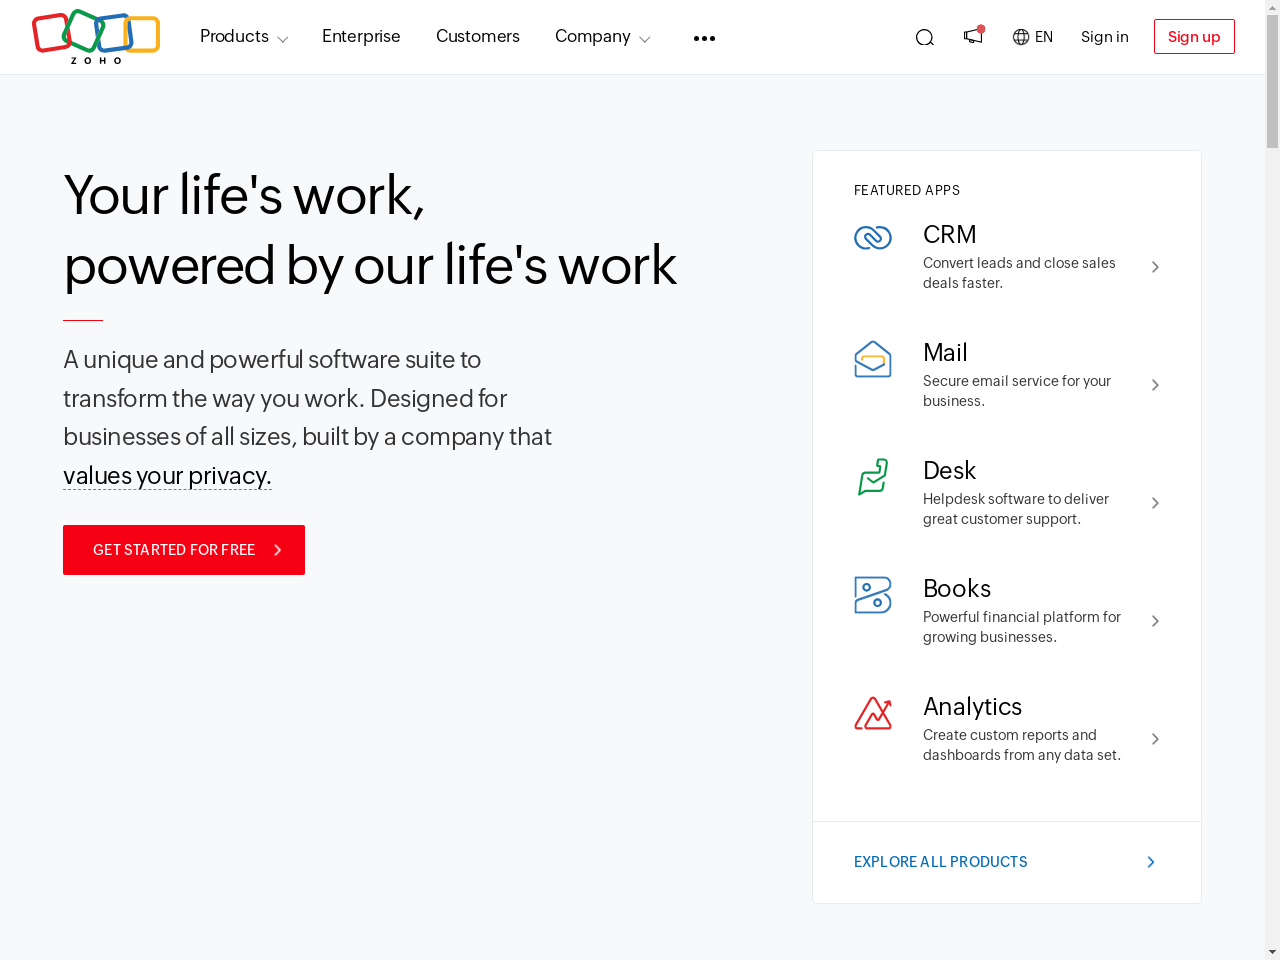 ZOHO
Products
Enterprise
Customers
Company
EN
Sign in
Sign up
Your life's work,
powered by our life's work
A unique and powerful software suite to
transform the way you work. Designed for
businesses of all sizes, built by a company that
values your privacy.
GET STARTED FOR FREE
FEATURED APPS
CRM
Convert leads and close sales
deals faster.
Mail
Secure email service for your
business.
Desk
Helpdesk software to deliver
great customer support.
Books
Powerful financial platform for
growing businesses.
Analytics
Create custom reports and
dashboards from any data set.
EXPLORE ALL PRODUCTS